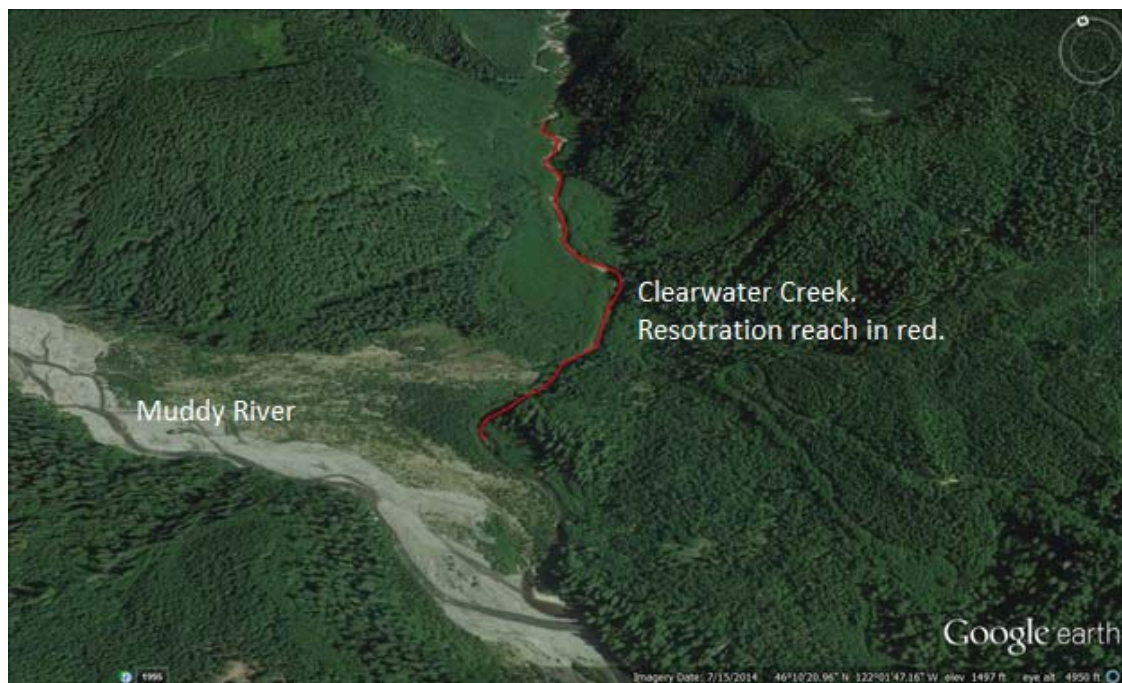 Clearwater Creek.
Resotration reach in red.
Muddy River
Google earth
1996
Imagery Date: 7/15/2014 46°10'20.96" N 122°01'47.16" W elev 1497 ft eye alt 4950 ft